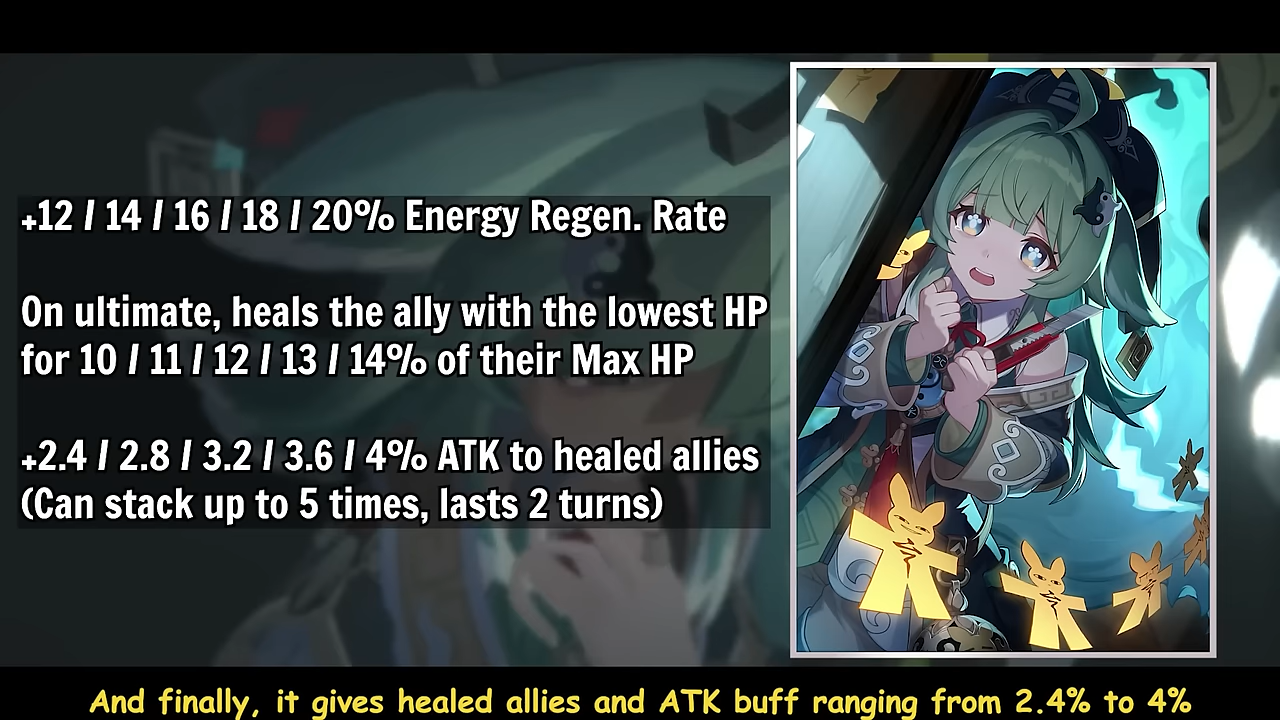 +12 / 14 / 16 / 18 / 20% Energy Regen. Rate
On ultimate, heals the ally with the lowest HP
for 10 / 11 / 12 / 13 / 14% of their Max HP
+2.4 / 2.8 / 3.2 / 3.6 / 4% ATK to healed allies
(Can stack up to 5 times, lasts 2 turns)
And finally, it gives healed allies and ATK buff ranging from 2.4% to 4%